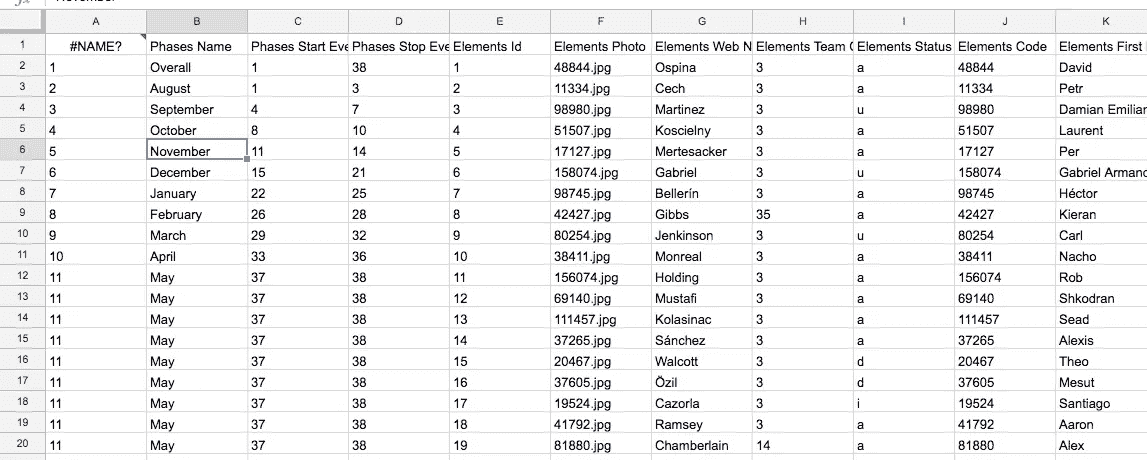 A B C D E F G H I J K
1 #NAME? Phases Name Phases Start Eve Phases Stop Eve Elements Id Elements Photo Elements Web N Elements Team Elements Status Elements Code Elements First
2 1 Overall 1 38 1 48844.jpg Ospina 3 a 48844 David
3 2 August 1 3 2 11334.jpg Cech 3 a 11334 Petr
4 3 September 4 7 3 98980.jpg Martinez 3 u 98980 Damian Emilian
5 4 October 8 10 4 51507.jpg Koscielny 3 a 51507 Laurent
6 5 November 11 14 5 17127.jpg Mertesacker 3 a 17127 Per
7 6 December 15 21 6 158074.jpg Gabriel 3 u 158074 Gabriel Armand
8 7 January 22 25 7 98745.jpg Bellerín 3 a 98745 Héctor
9 8 February 26 28 8 42427.jpg Gibbs 35 a 42427 Kieran
10 9 March 29 32 9 80254.jpg Jenkinson 3 u 80254 Carl
11 10 April 33 36 10 38411.jpg Monreal 3 a 38411 Nacho
12 11 May 37 38 11 156074.jpg Holding 3 a 156074 Rob
13 11 May 37 38 12 69140.jpg Mustafi 3 a 69140 Shkodran
14 11 May 37 38 13 111457.jpg Kolasinac 3 a 111457 Sead
15 11 May 37 38 14 37265.jpg Sánchez 3 a 37265 Alexis
16 11 May 37 38 15 20467.jpg Walcott 3 d 20467 Theo
17 11 May 37 38 16 37605.jpg Özil 3 d 37605 Mesut
18 11 May 37 38 17 19524.jpg Cazorla 3 i 19524 Santiago
19 11 May 37 38 18 41792.jpg Ramsey 3 a 41792 Aaron
20 11 May 37 38 19 81880.jpg Chamberlain 14 a 81880 Alex